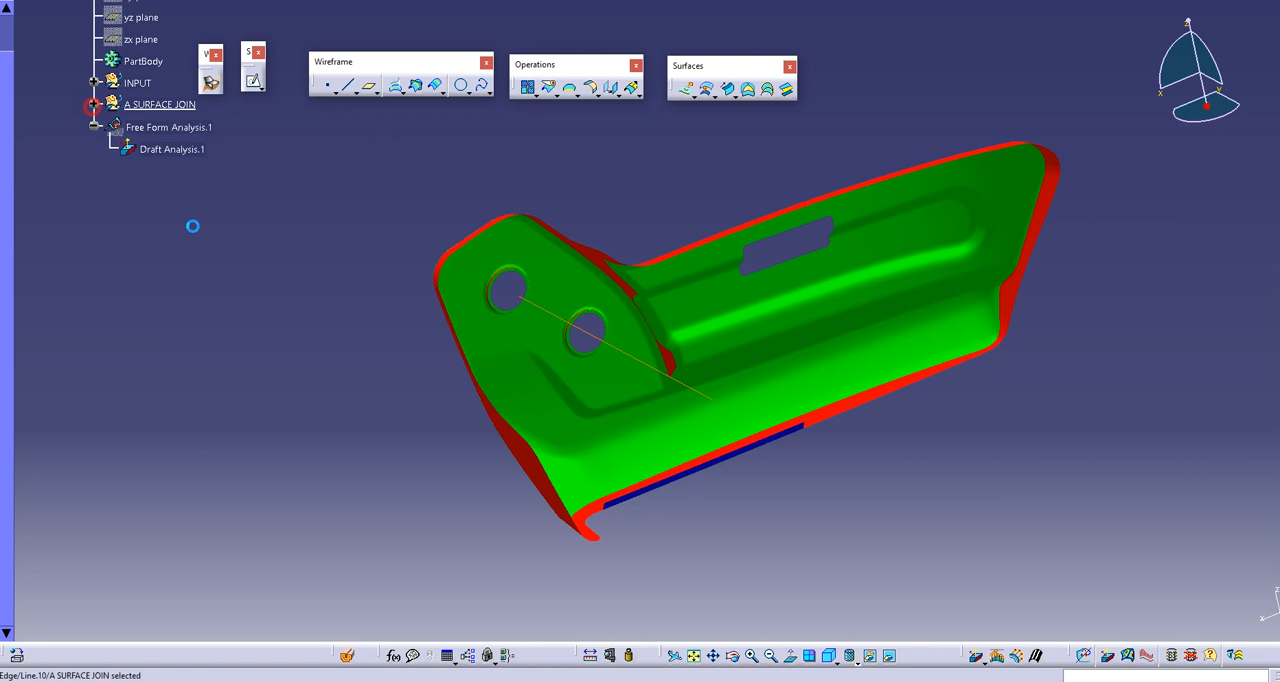 yz plane
zx plane
PartBody
INPUT
A SURFACE JOIN
Free Form Analysis.1
Draft Analysis.1
S
Wireframe
Operations
Surfaces
z
x
y
f(x)
z
x
Edge/Line.10/A SURFACE JOIN selected